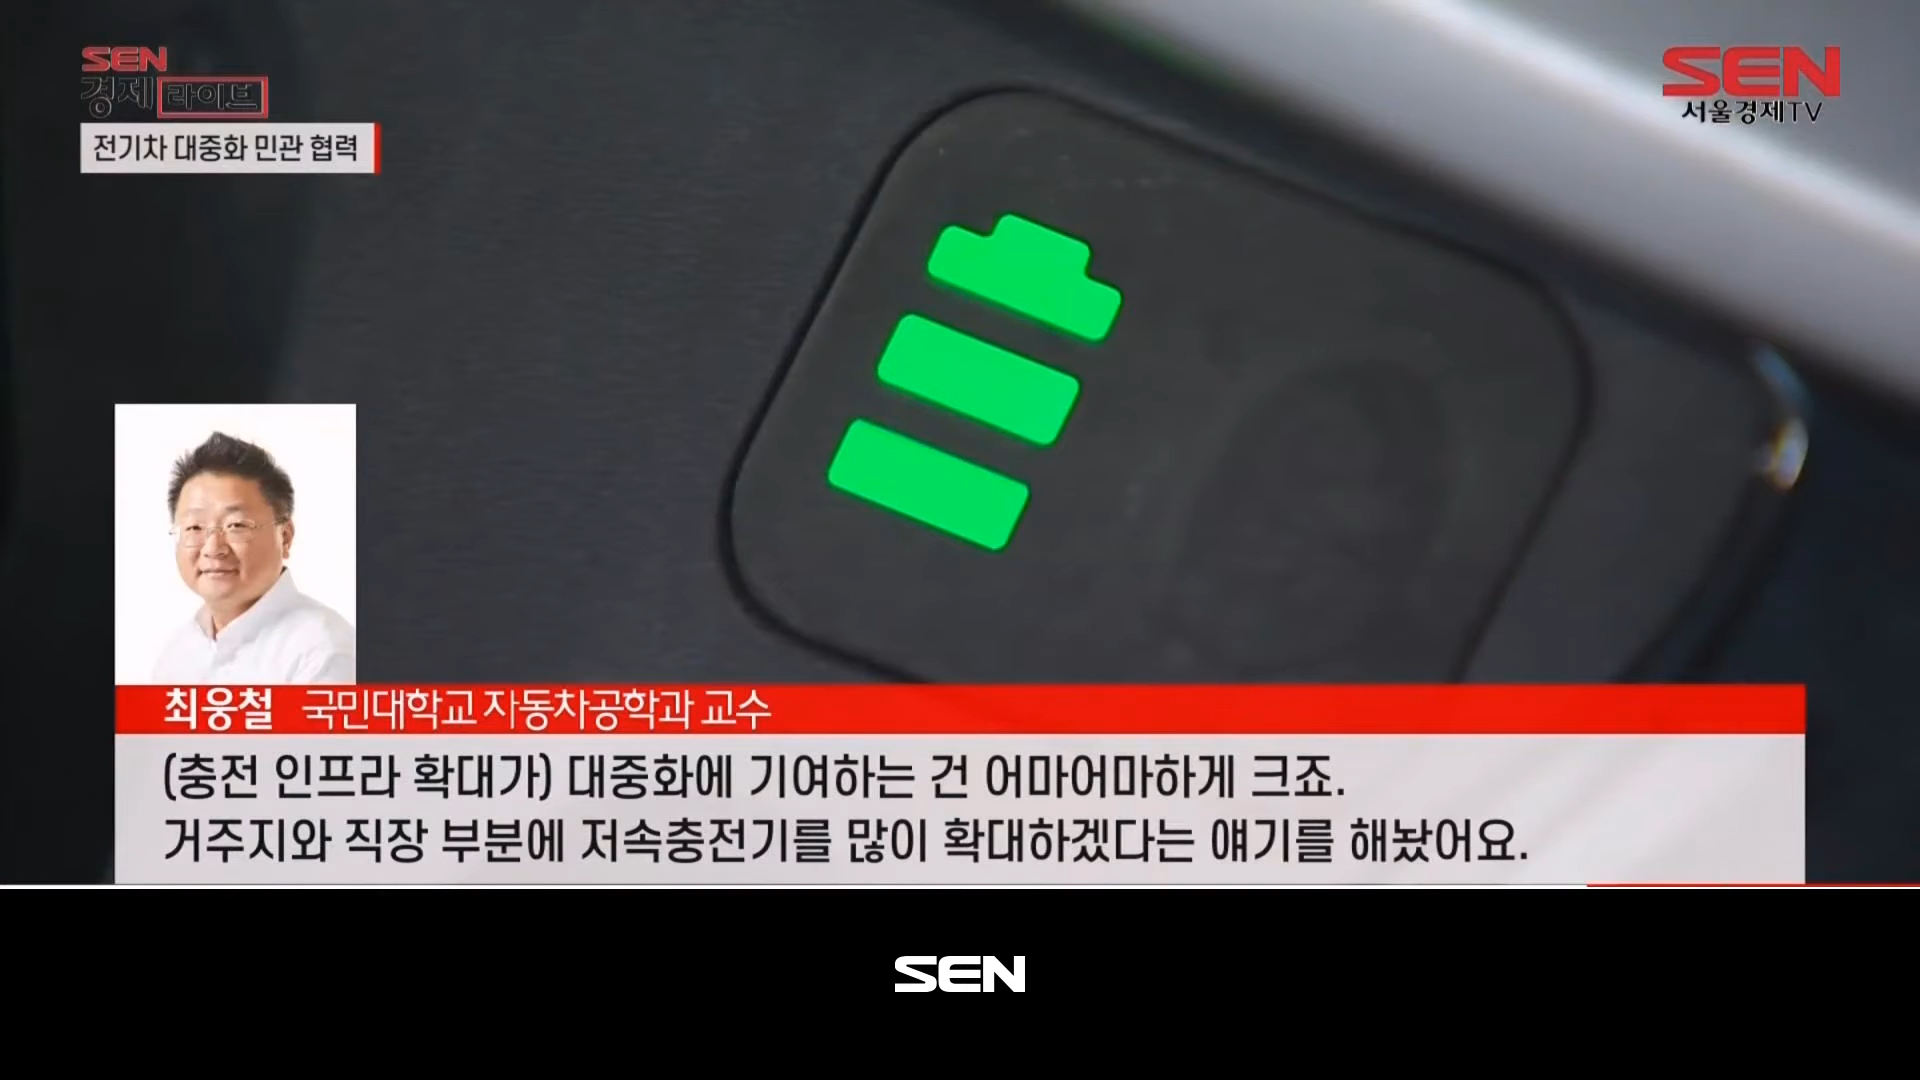 SEN
경제 라이브
전기차 대중화 민관 협력
SEN
서울경제TV
최웅철 국민대학교 자동차공학과 교수
(충전 인프라 확대가) 대중화에 기여하는 건 어마어마하게 크죠.
거주지와 직장 부분에 저속충전기를 많이 확대하겠다는 얘기를 해놨어요.
SEN